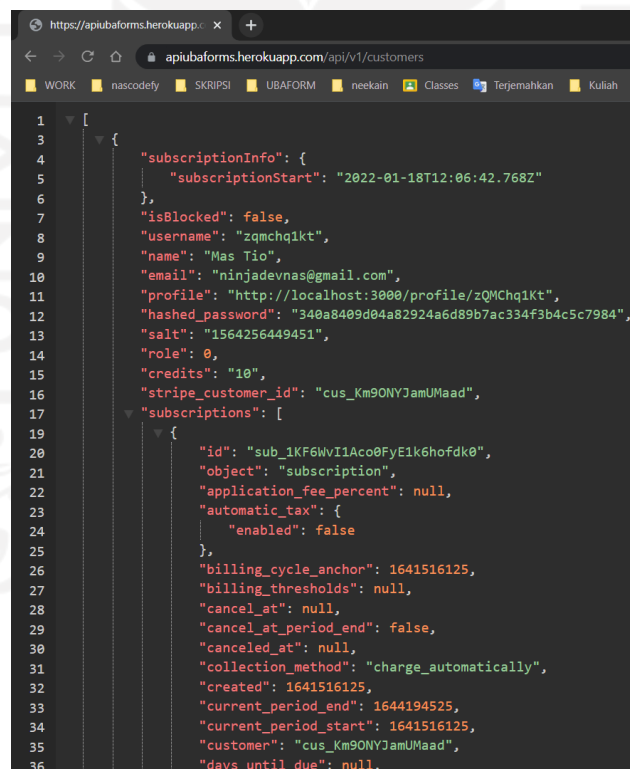 https://apiubaforms.herokuapp.c
apiubaforms.herokuapp.com/api/v1/customers
WORK nascodefy SKRIPSI UBAFORM neekain Classes Terjemahkan Kuliah
1 [
3 {
4 "subscriptionInfo": {
5 "subscriptionStart": "2022-01-18T12:06:42.768Z"
6 },
7 "isBlocked": false,
8 "username": "zqmchq1kt",
9 "name": "Mas Tio",
10 "email": "ninjadevnas@gmail.com",
11 "profile": "http://localhost:3000/profile/zQMChq1Kt",
12 "hashed_password": "340a8409d04a82924a6d89b7ac334f3b4c5c7984",
13 "salt": "1564256449451",
14 "role": 0,
15 "credits": "10",
16 "stripe_customer_id": "cus_Km9ONYJamUMaad",
17 "subscriptions": [
19 {
20 "id": "sub_1KF6WvI1Aco0FyE1k6hofdk0",
21 "object": "subscription",
22 "application_fee_percent": null,
23 "automatic_tax": {
24 "enabled": false
25 },
26 "billing_cycle_anchor": 1641516125,
27 "billing_thresholds": null,
28 "cancel_at": null,
29 "cancel_at_period_end": false,
30 "canceled_at": null,
31 "collection_method": "charge_automatically",
32 "created": 1641516125,
33 "current_period_end": 1644194525,
34 "current_period_start": 1641516125,
35 "customer": "cus_Km9ONYJamUMaad",
36 "days_until_due": null,